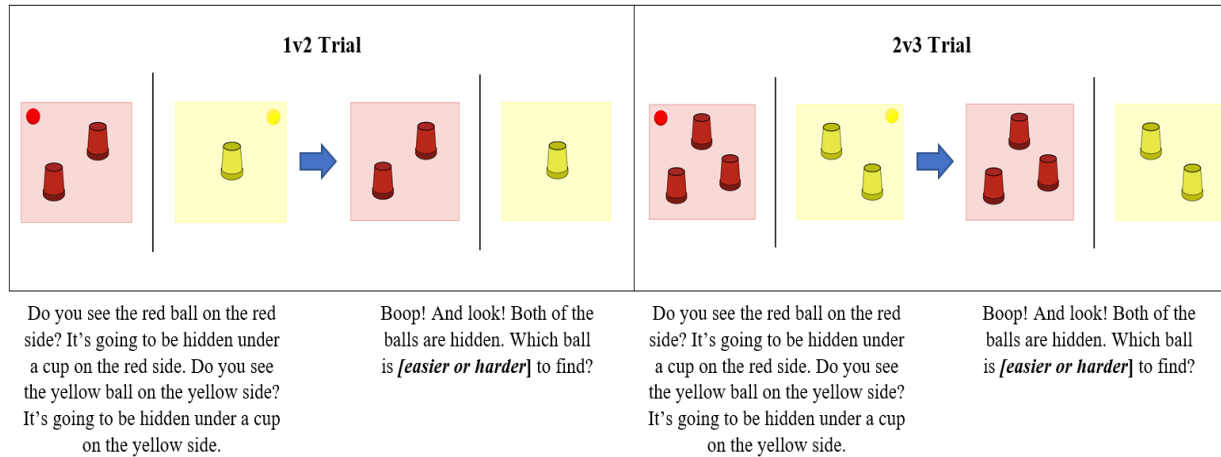 1v2 Trial
2v3 Trial
Do you see the red ball on the red
side? It's going to be hidden under
a cup on the red side. Do you see
the yellow ball on the yellow side?
It's going to be hidden under a cup
on the yellow side.
Boop! And look! Both of the
balls are hidden. Which ball
is [easier or harder] to find?
Do you see the red ball on the red
side? It's going to be hidden under
a cup on the red side. Do you see
the yellow ball on the yellow side?
It's going to be hidden under a cup
on the yellow side.
Boop! And look! Both of the
balls are hidden. Which ball
is [easier or harder] to find?